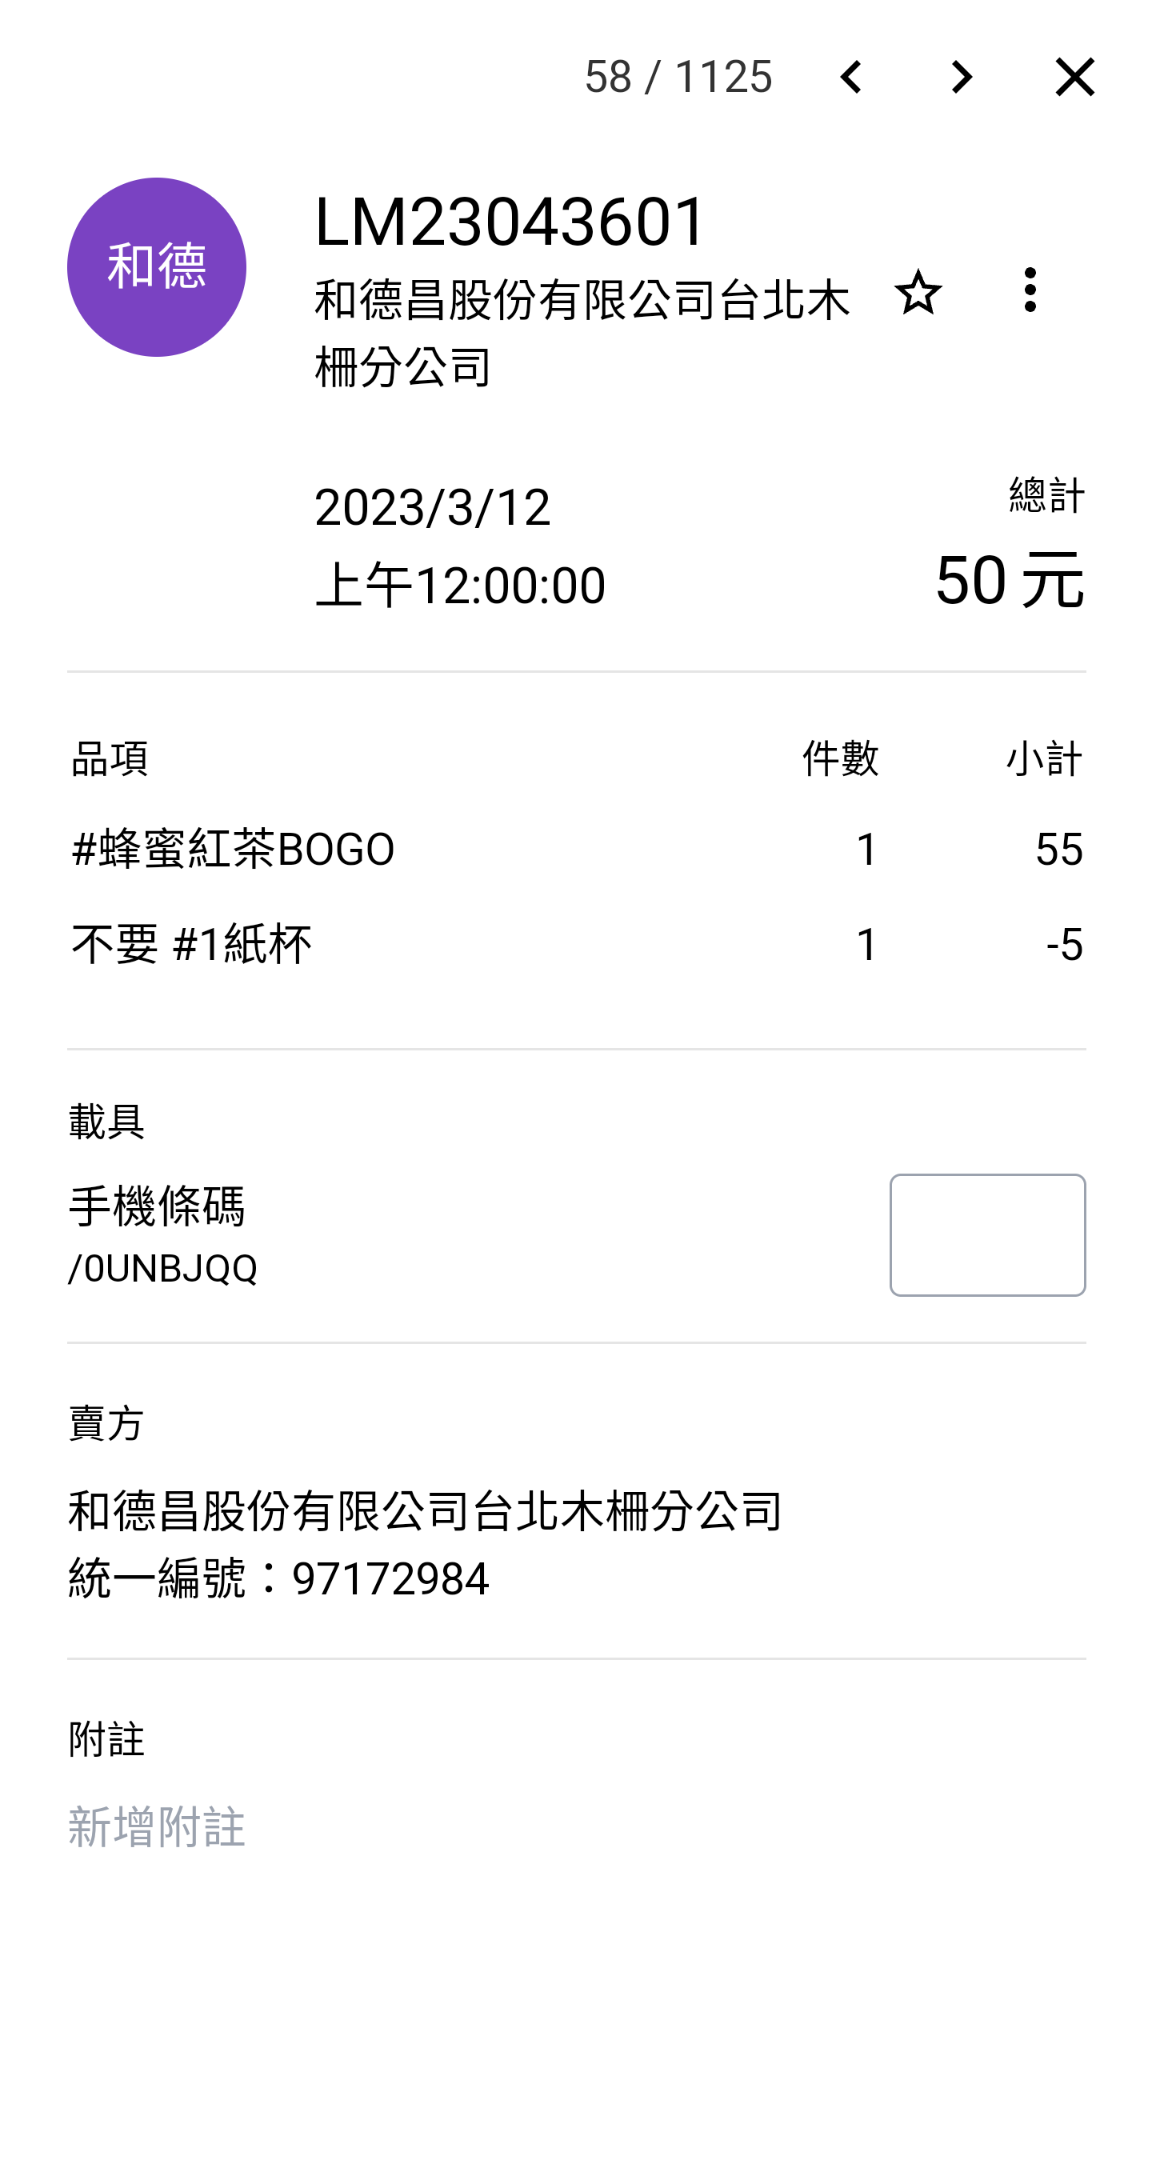 58 / 1125
和德
LM23043601
和德昌股份有限公司台北木
柵分公司
2023/3/12
上午12:00:00
總計
50 元
品項 件數 小計
#蜂蜜紅茶BOGO 1 55
不要 #1紙杯 1 -5
載具
手機條碼
/0UNBJQQ
賣方
和德昌股份有限公司台北木柵分公司
統一編號：97172984
附註
新增附註